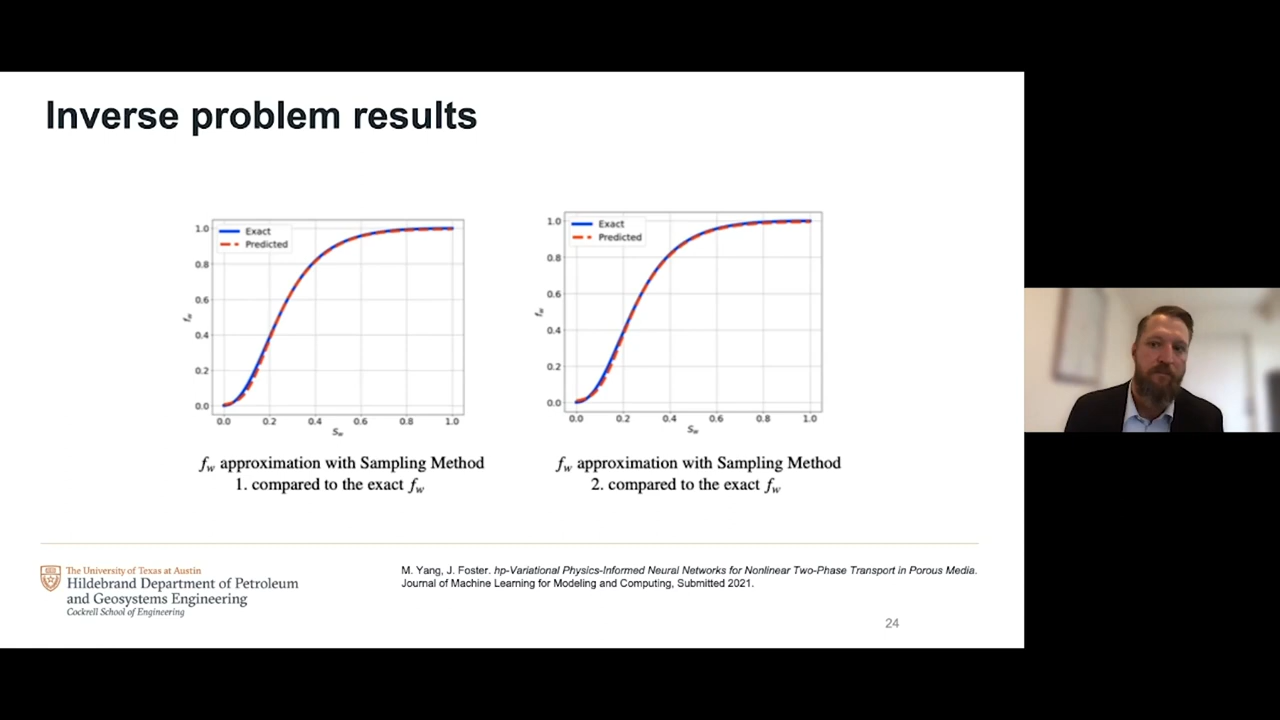 Inverse problem results
Exact
Predicted
1.0
0.8
0.6
0.4
0.2
0.0
fw
0.0 0.2 0.4 0.6 0.8 1.0
Sw
fw approximation with Sampling Method
1. compared to the exact fw
Exact
Predicted
1.0
0.8
0.6
0.4
0.2
0.0
fw
0.0 0.2 0.4 0.6 0.8 1.0
Sw
fw approximation with Sampling Method
2. compared to the exact fw
The University of Texas at Austin
Hildebrand Department of Petroleum
and Geosystems Engineering
Cockrell School of Engineering
M. Yang, J. Foster. hp-Variational Physics-Informed Neural Networks for Nonlinear Two-Phase Transport in Porous Media.
Journal of Machine Learning for Modeling and Computing, Submitted 2021.
24